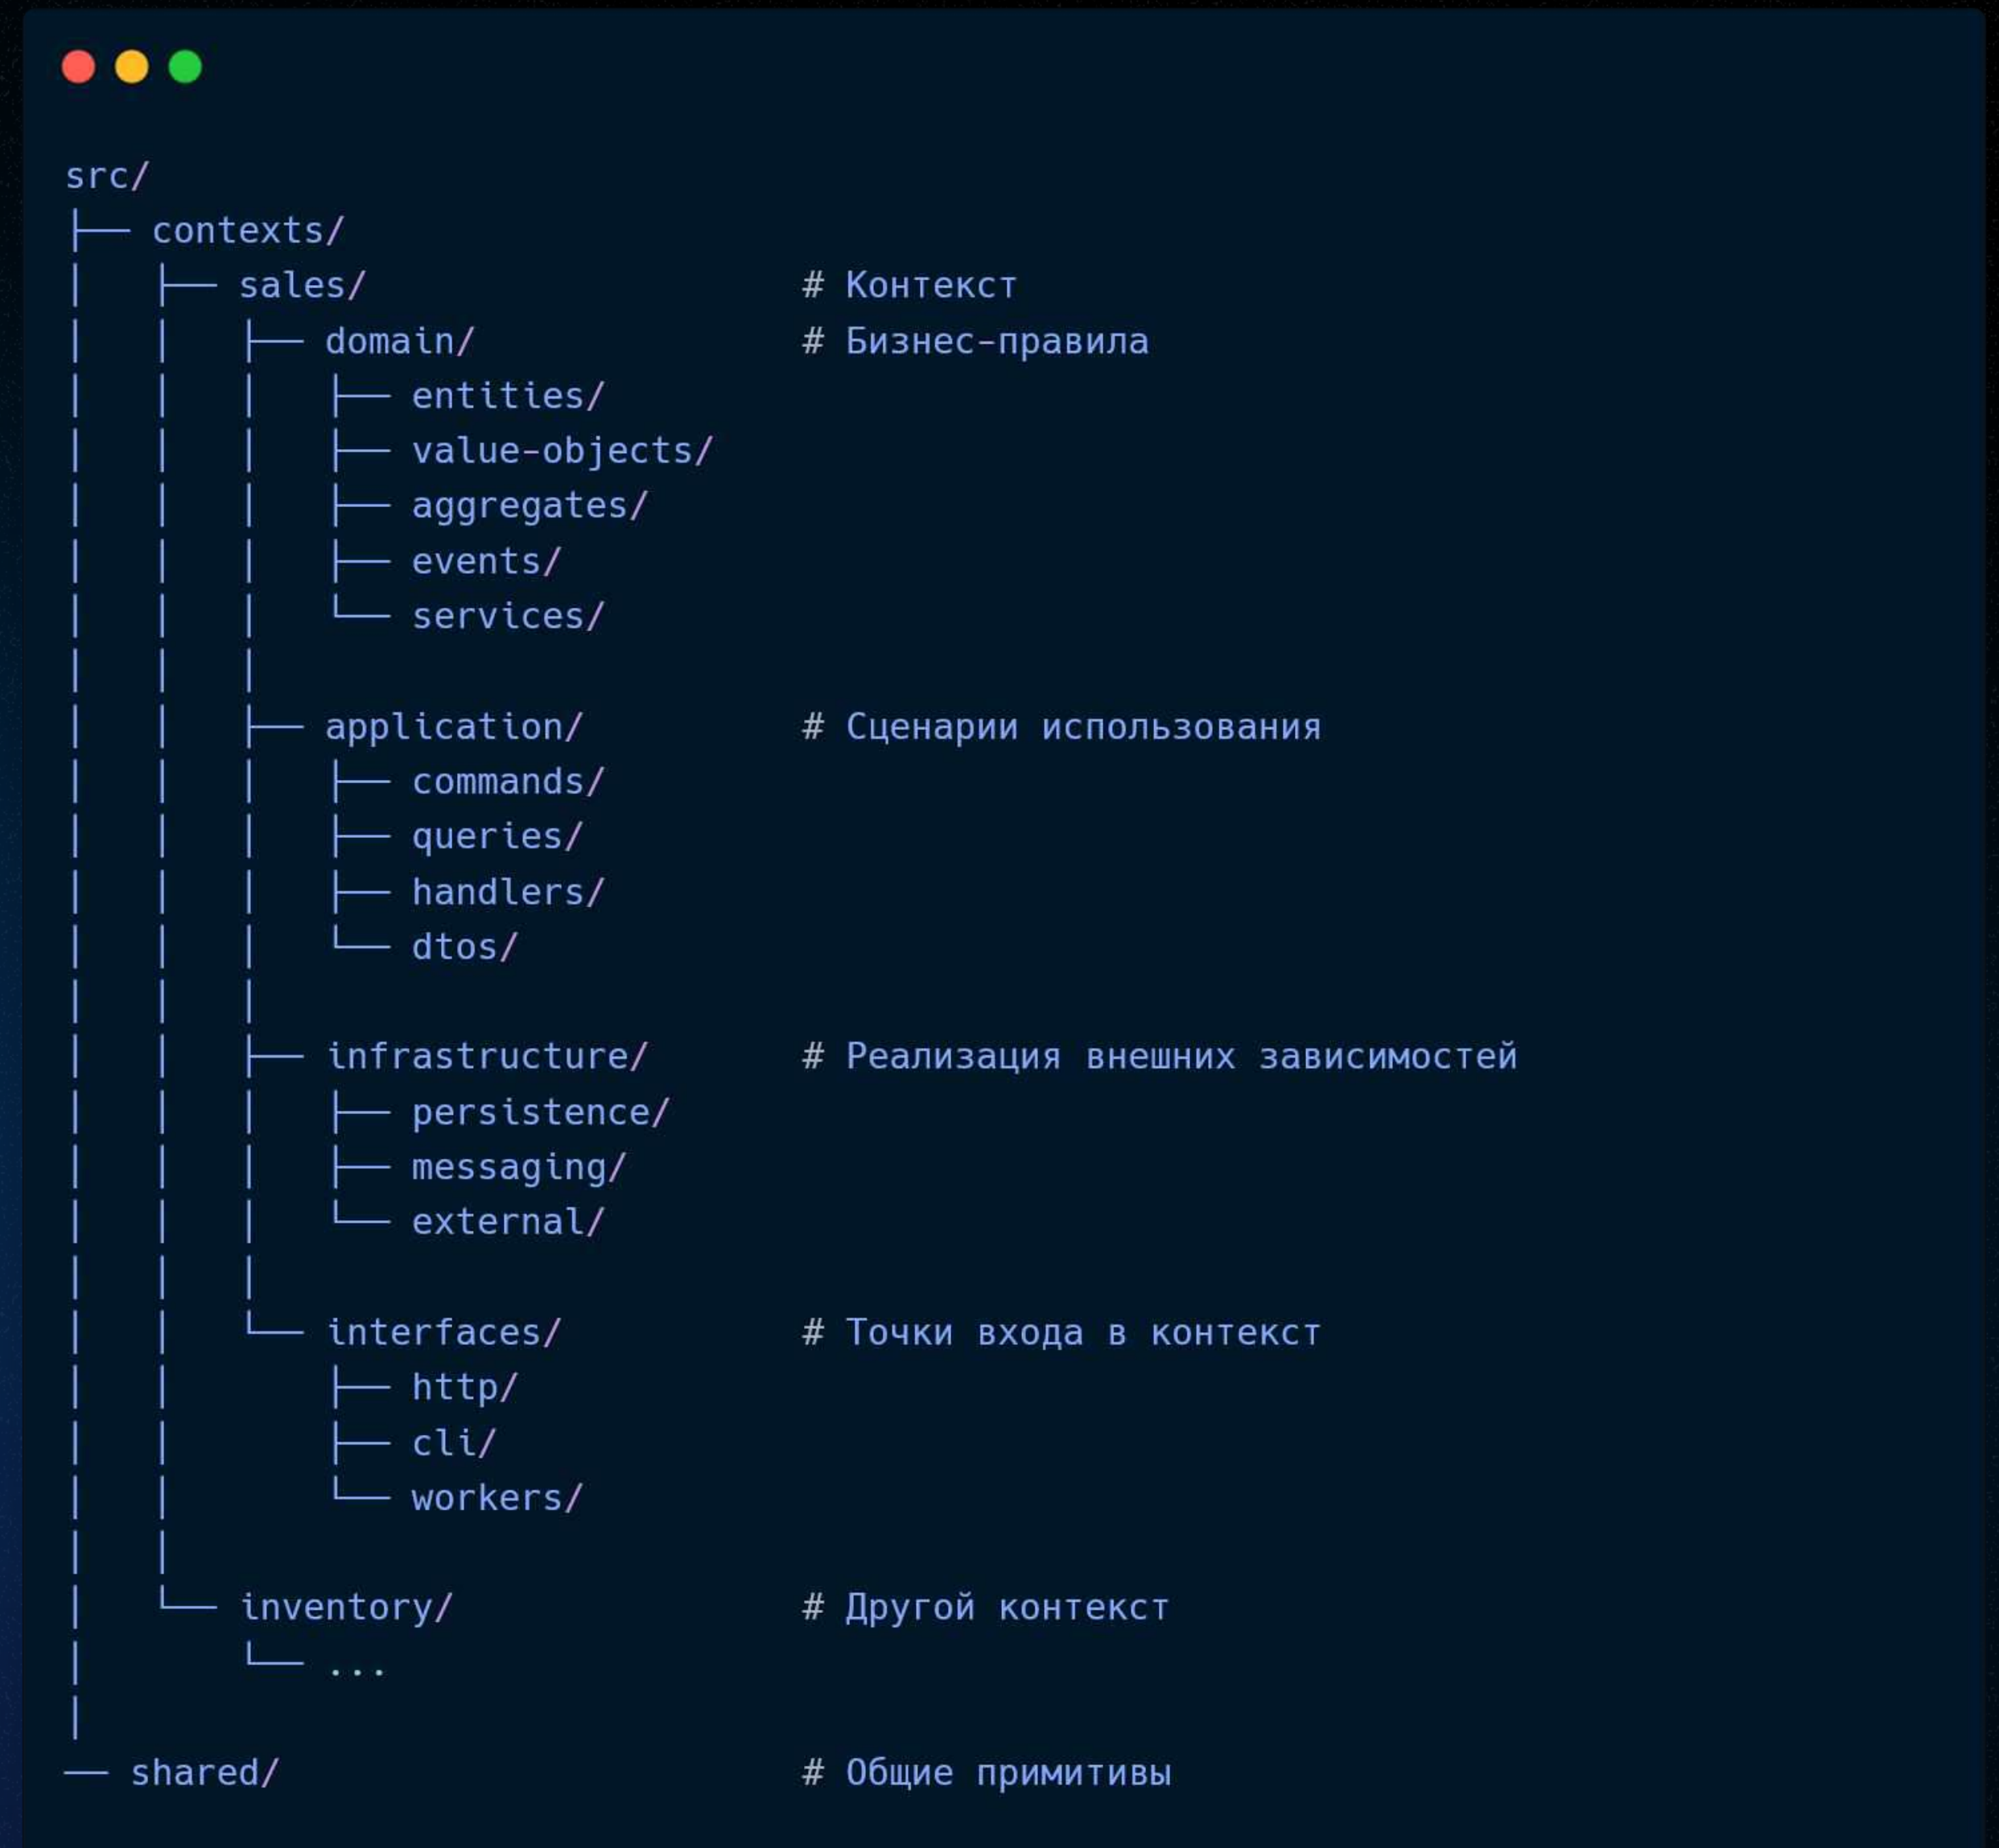 src/
├── contexts/
│   ├── sales/                    # Контекст
│   │   ├── domain/               # Бизнес-правила
│   │   │   ├── entities/
│   │   │   ├── value-objects/
│   │   │   ├── aggregates/
│   │   │   ├── events/
│   │   │   └── services/
│   │   │
│   │   ├── application/          # Сценарии использования
│   │   │   ├── commands/
│   │   │   ├── queries/
│   │   │   ├── handlers/
│   │   │   └── dtos/
│   │   │
│   │   ├── infrastructure/       # Реализация внешних зависимостей
│   │   │   ├── persistence/
│   │   │   ├── messaging/
│   │   │   └── external/
│   │   │
│   │   └── interfaces/           # Точки входа в контекст
│   │       ├── http/
│   │       ├── cli/
│   │       └── workers/
│   │
│   └── inventory/                # Другой контекст
│       └── ...
│
── shared/                        # Общие примитивы